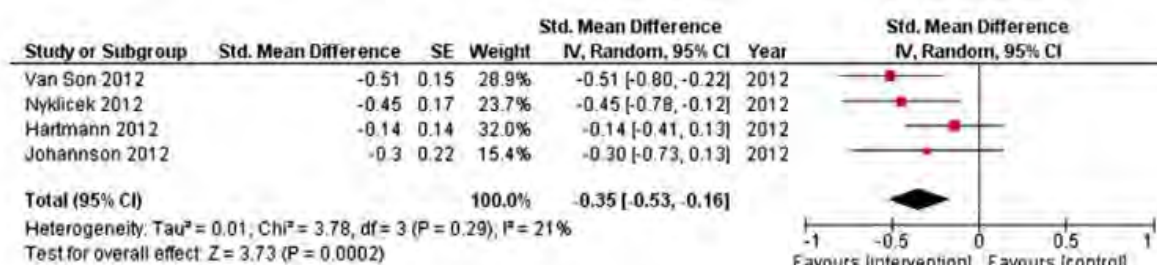 Std. Mean Difference Std. Mean Difference
Study or Subgroup Std. Mean Difference SE Weight IV, Random, 95% CI Year IV, Random, 95% CI
Van Son 2012 -0.51 0.15 28.9% -0.51 [-0.80, -0.22] 2012
Nyklicek 2012 -0.45 0.17 23.7% -0.45 [-0.78, -0.12] 2012
Hartmann 2012 -0.14 0.14 32.0% -0.14 [-0.41, 0.13] 2012
Johannson 2012 -0.3 0.22 15.4% -0.30 [-0.73, 0.13] 2012
Total (95% CI) 100.0% -0.35 [-0.53, -0.16]
Heterogeneity: Tau² = 0.01; Chi² = 3.78, df = 3 (P = 0.29); I² = 21%
Test for overall effect: Z = 3.73 (P = 0.0002)
-1 -0.5 0 0.5 1
Favours [intervention] Favours [control]